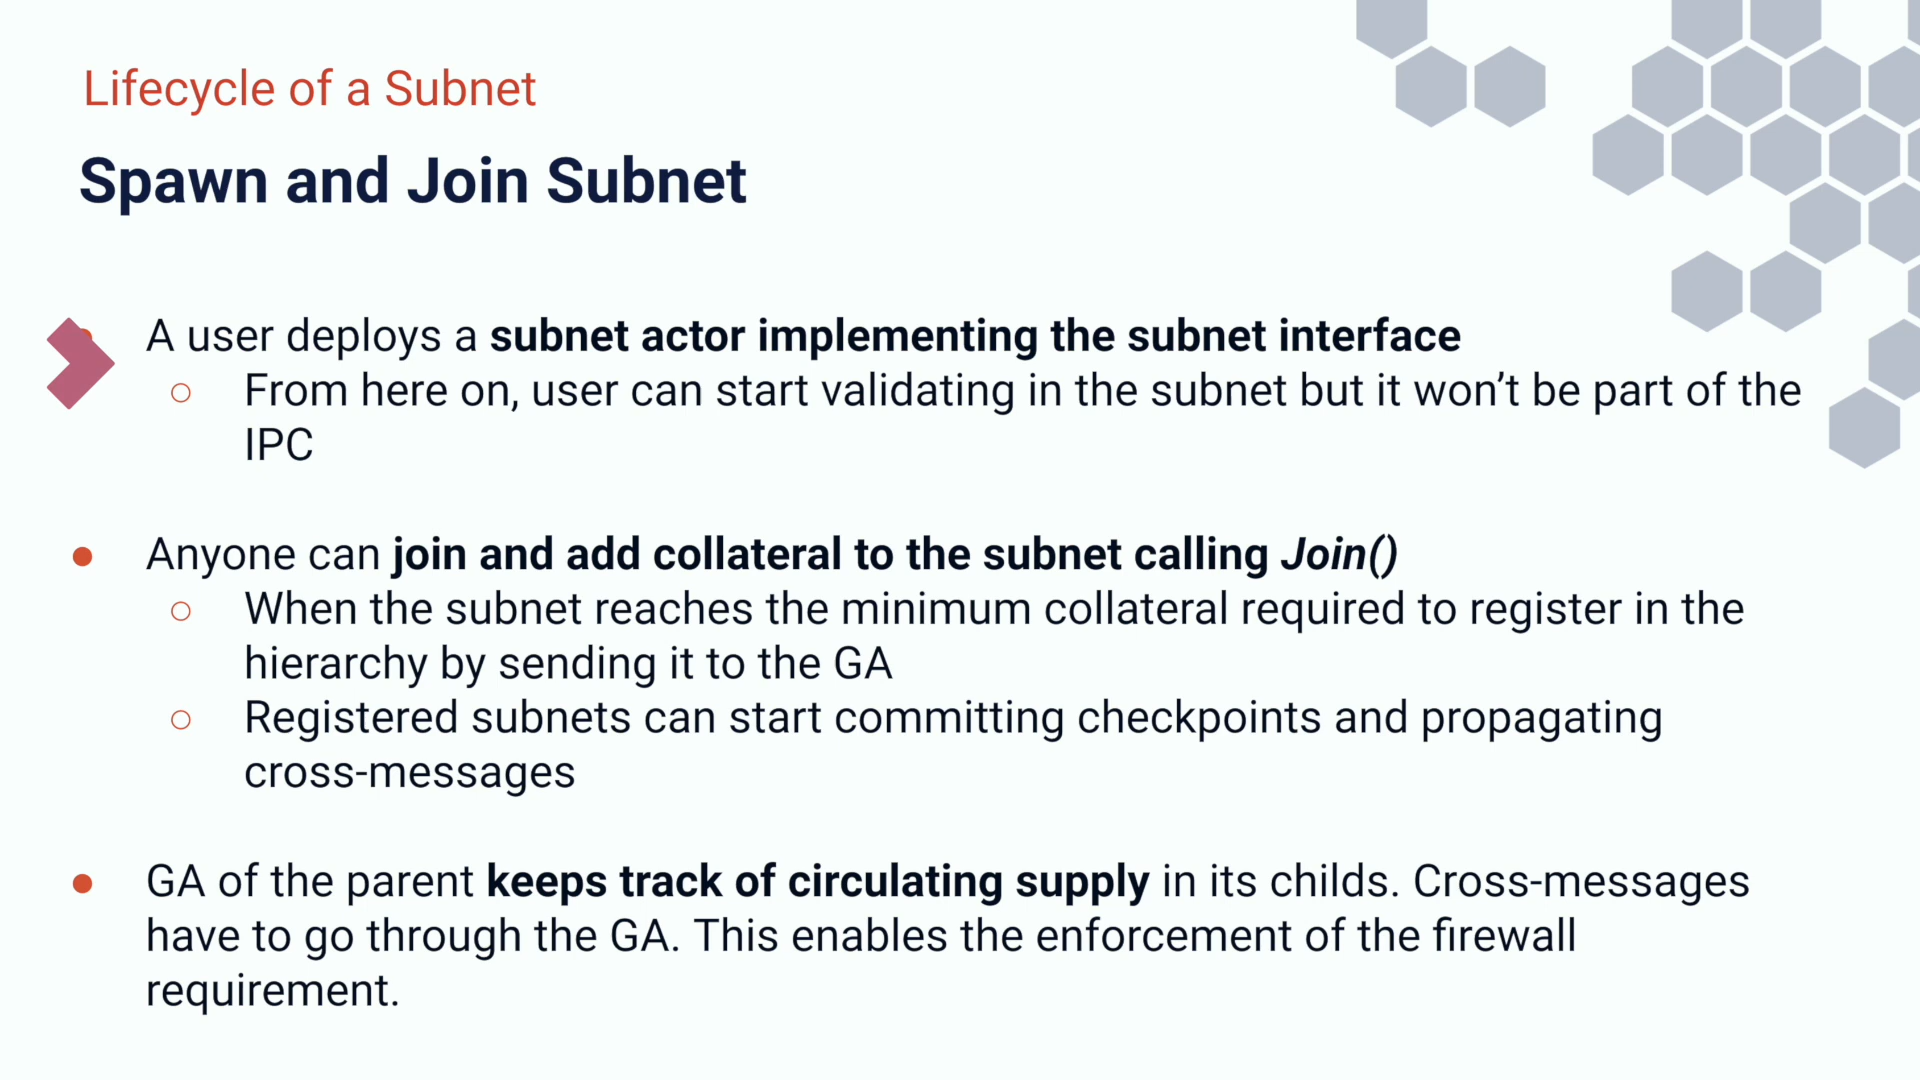 Lifecycle of a Subnet
Spawn and Join Subnet
A user deploys a subnet actor implementing the subnet interface
From here on, user can start validating in the subnet but it won’t be part of the
IPC
Anyone can join and add collateral to the subnet calling Join()
When the subnet reaches the minimum collateral required to register in the
hierarchy by sending it to the GA
Registered subnets can start committing checkpoints and propagating
cross-messages
GA of the parent keeps track of circulating supply in its childs. Cross-messages
have to go through the GA. This enables the enforcement of the firewall
requirement.